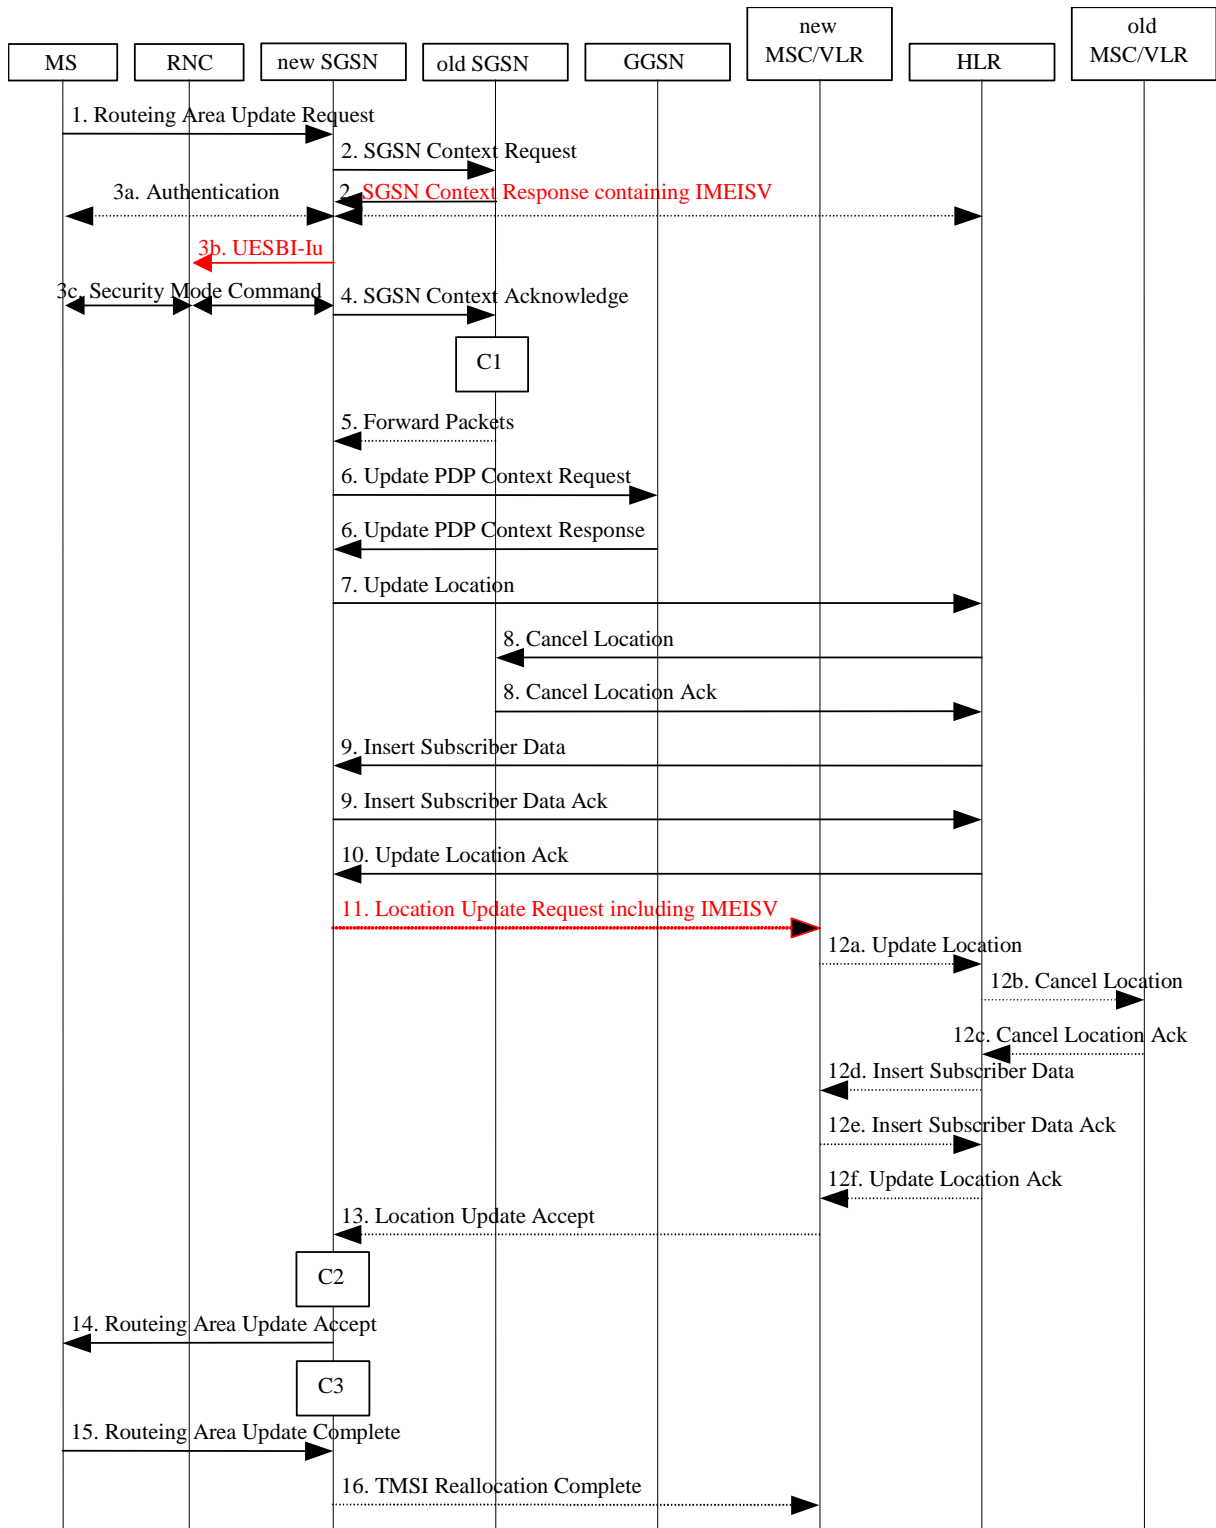 new
MSC/VLR
old
MSC/VLR
MS
RNC
new SGSN
old SGSN
GGSN
HLR
1. Routeing Area Update Request
2. SGSN Context Request
3a. Authentication
2. SGSN Context Response containing IMEISV
3b. UESBI-Iu
3c. Security Mode Command
4. SGSN Context Acknowledge
C1
5. Forward Packets
6. Update PDP Context Request
6. Update PDP Context Response
7. Update Location
8. Cancel Location
8. Cancel Location Ack
9. Insert Subscriber Data
9. Insert Subscriber Data Ack
10. Update Location Ack
11. Location Update Request including IMEISV
12a. Update Location
12b. Cancel Location
12c. Cancel Location Ack
12d. Insert Subscriber Data
12e. Insert Subscriber Data Ack
12f. Update Location Ack
13. Location Update Accept
C2
14. Routeing Area Update Accept
C3
15. Routeing Area Update Complete
16. TMSI Reallocation Complete